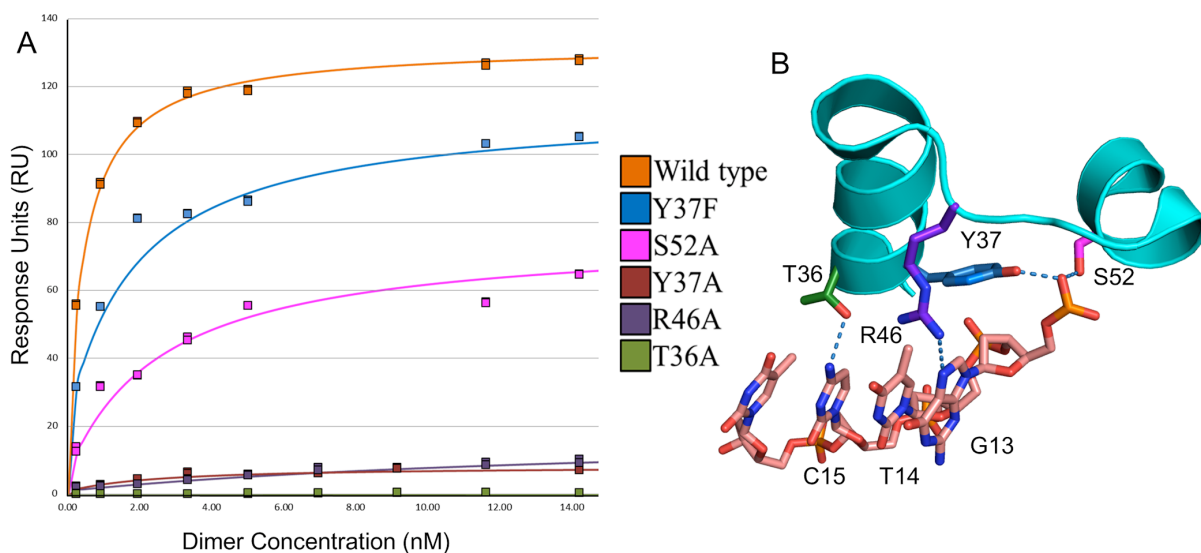 A
Response Units (RU)
140
120
100
80
60
40
20
0
0.00 2.00 4.00 6.00 8.00 10.00 12.00 14.00
Dimer Concentration (nM)
Wild type
Y37F
S52A
Y37A
R46A
T36A
B
Y37
T36
S52
R46
G13
C15
T14